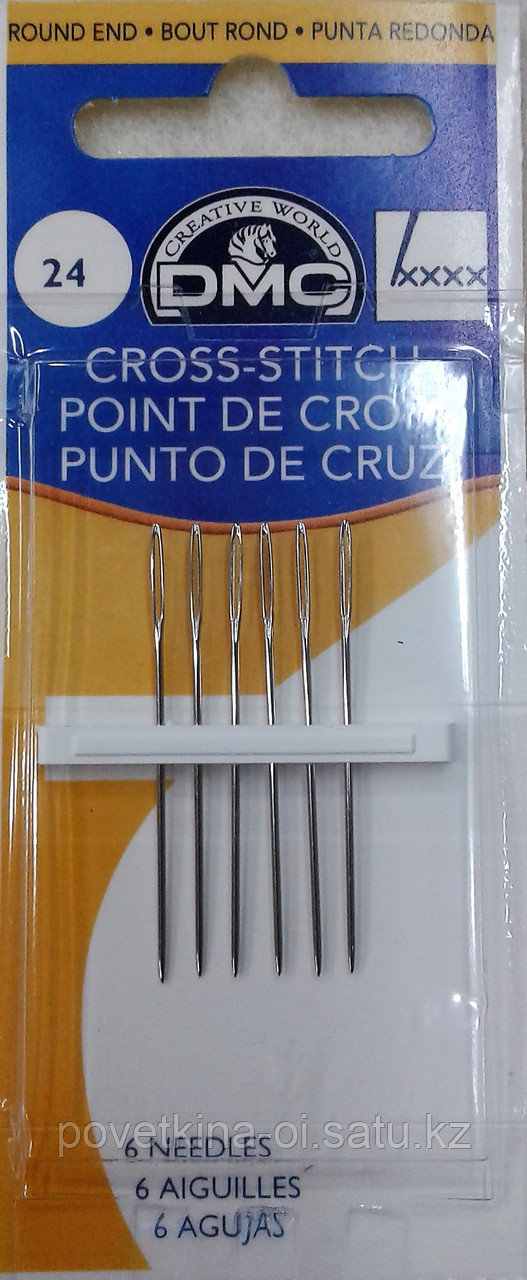 ROUND END • BOUT ROND • PUNTA REDONDA
24
CREATIVE WORLD
DMC
xxxx
CROSS-STITCH
POINT DE CROIX
PUNTO DE CRUZ
povetkina-oi.satu.kz
6 NEEDLES
6 AIGUILLES
6 AGUJAS